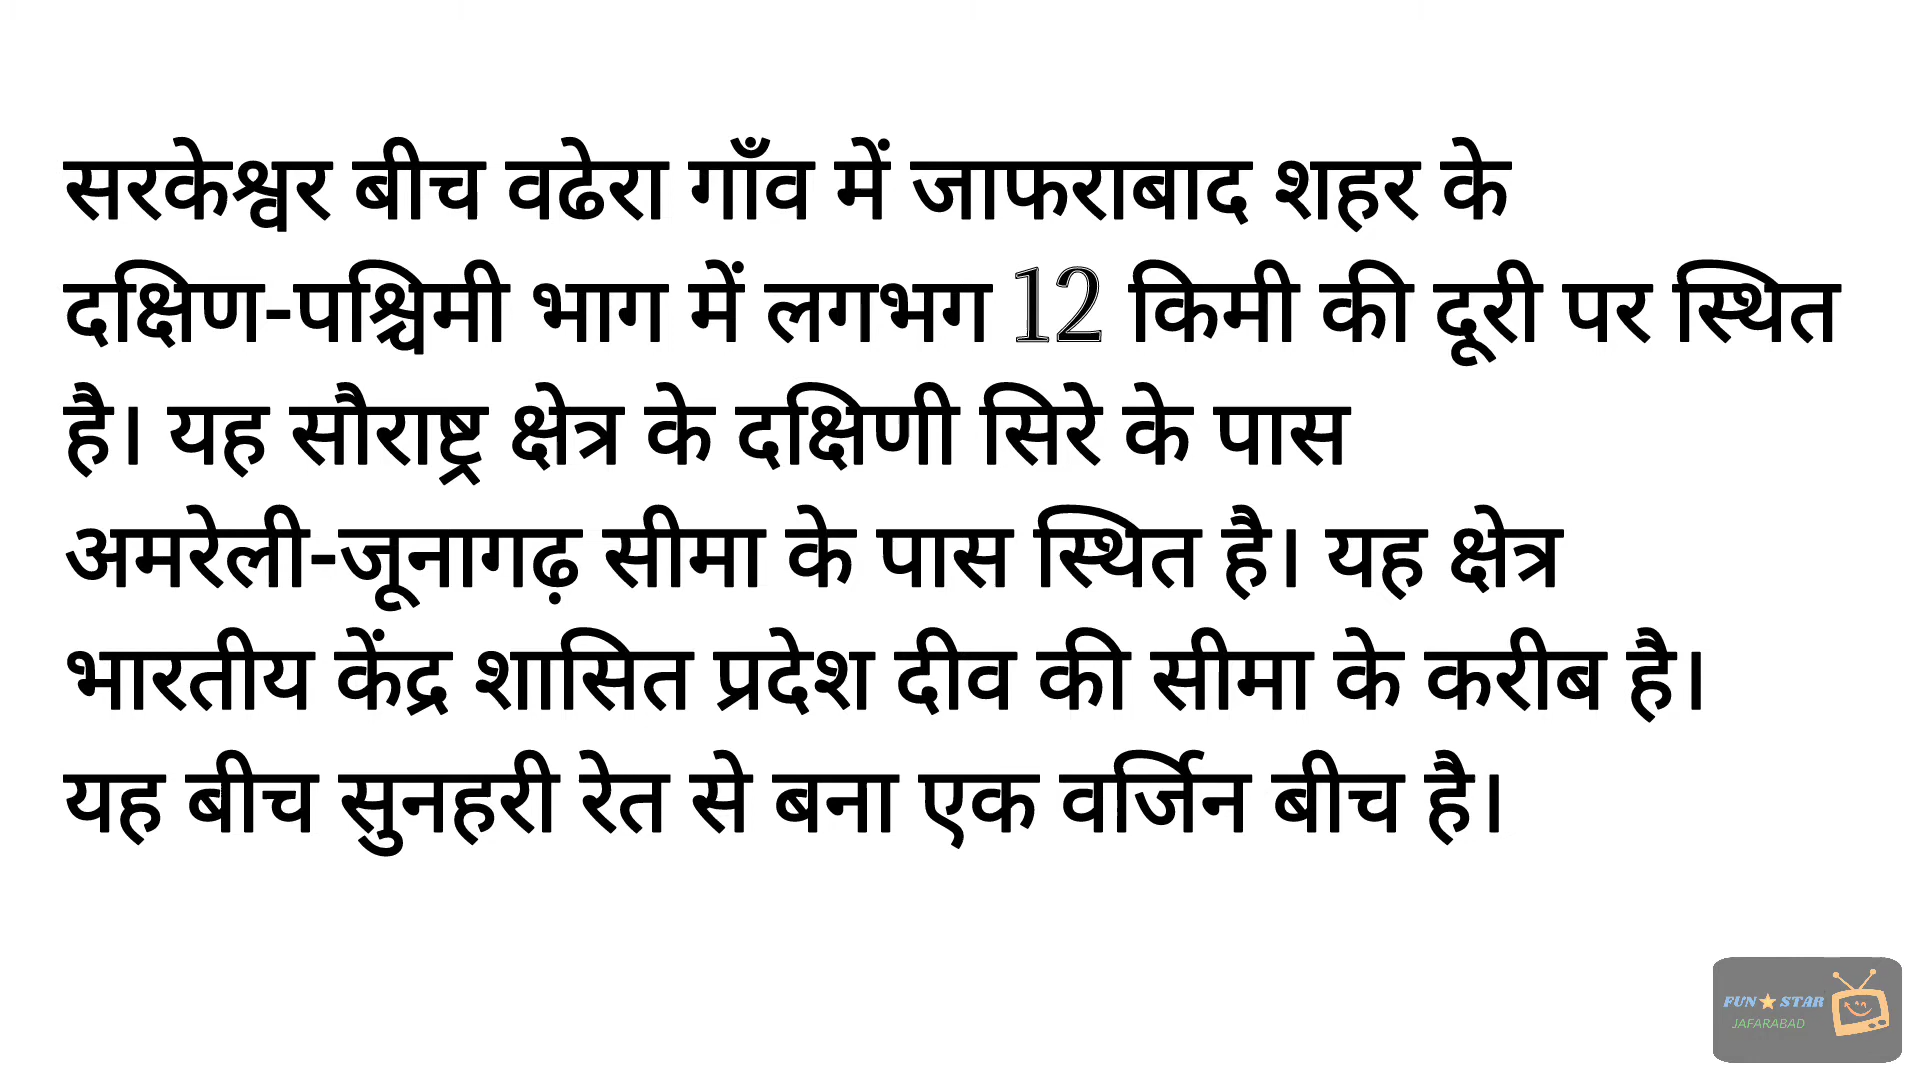 सरकेश्वर बीच वढेरा गाँव में जाफराबाद शहर के
दक्षिण-पश्चिमी भाग में लगभग 12 किमी की दूरी पर स्थित
है। यह सौराष्ट्र क्षेत्र के दक्षिणी सिरे के पास
अमरेली-जूनागढ़ सीमा के पास स्थित है। यह क्षेत्र
भारतीय केंद्र शासित प्रदेश दीव की सीमा के करीब है।
यह बीच सुनहरी रेत से बना एक वर्जिन बीच है।
FUN STAR
JAFARABAD